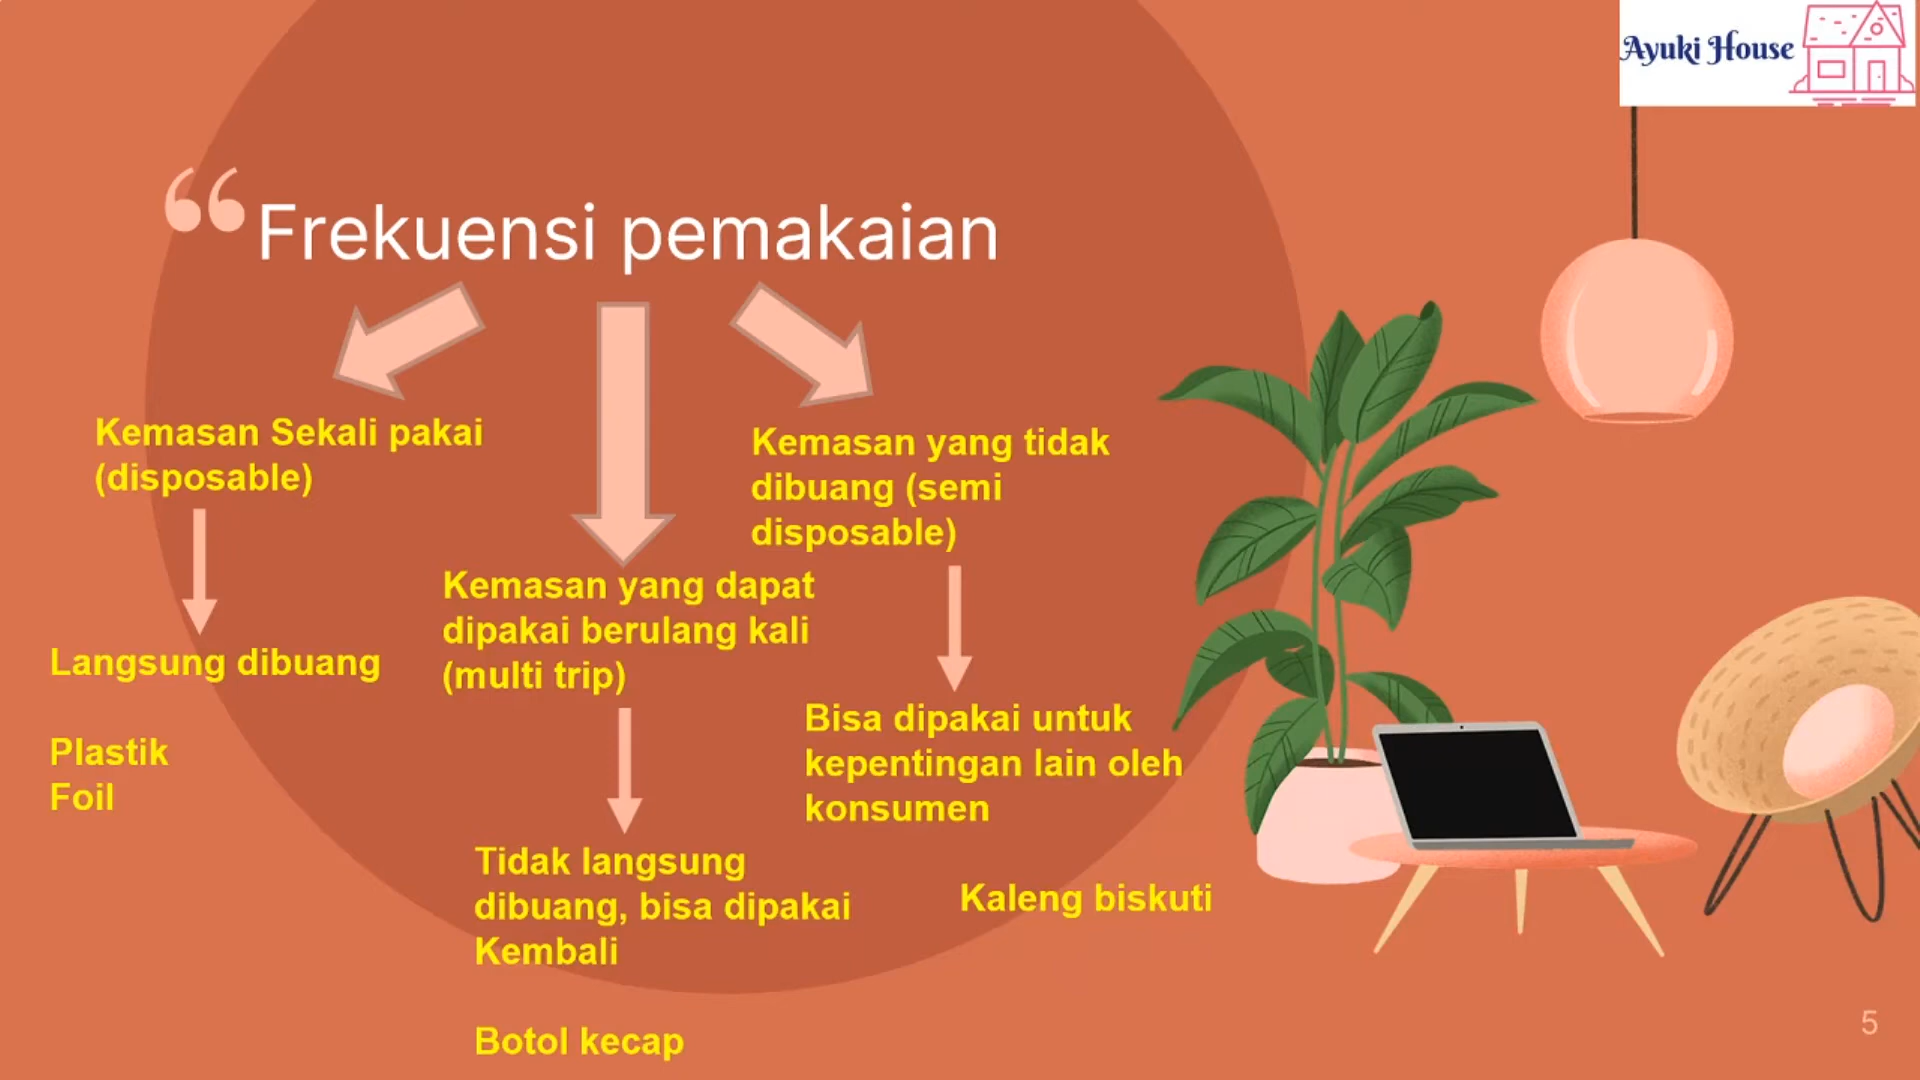 Ayuki House
“Frekuensi pemakaian
Kemasan Sekali pakai
(disposable)
Langsung dibuang
Plastik
Foil
Kemasan yang dapat
dipakai berulang kali
(multi trip)
Tidak langsung
dibuang, bisa dipakai
Kembali
Botol kecap
Kemasan yang tidak
dibuang (semi
disposable)
Bisa dipakai untuk
kepentingan lain oleh
konsumen
Kaleng biskuti
5